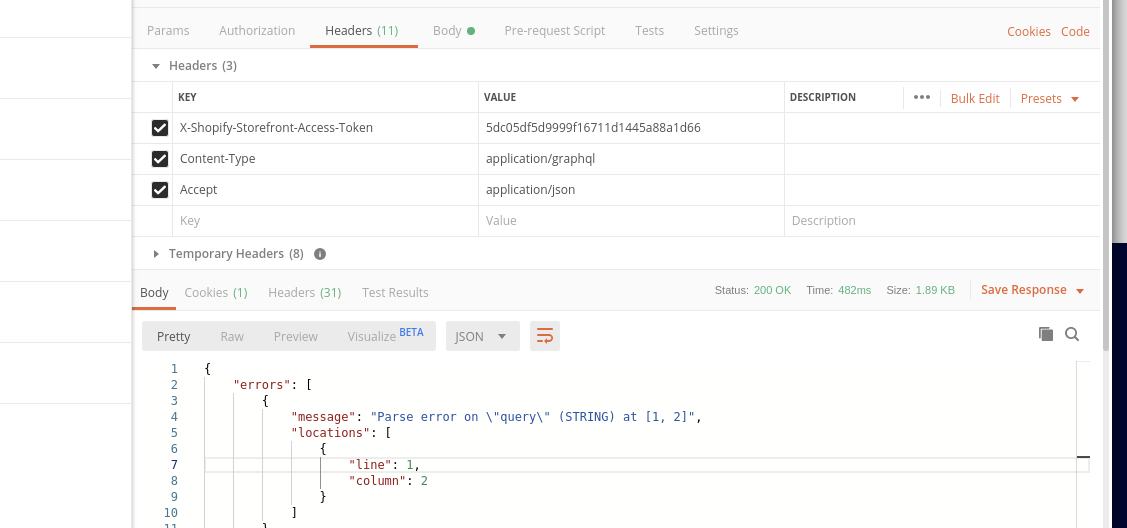 Params Authorization Headers (11) Body Pre-request Script Tests Settings Cookies Code
Headers (3)
KEY VALUE DESCRIPTION ••• Bulk Edit Presets
X-Shopify-Storefront-Access-Token 5dc05df5d9999f16711d1445a88a1d66
Content-Type application/graphql
Accept application/json
Key Value Description
Temporary Headers (8) i
Body Cookies (1) Headers (31) Test Results Status: 200 OK Time: 482ms Size: 1.89 KB Save Response
Pretty Raw Preview Visualize BETA JSON
1 {
2 "errors": [
3 {
4 "message": "Parse error on \"query\" (STRING) at [1, 2]",
5 "locations": [
6 {
7 "line": 1,
8 "column": 2
9 }
10 ]
11 }